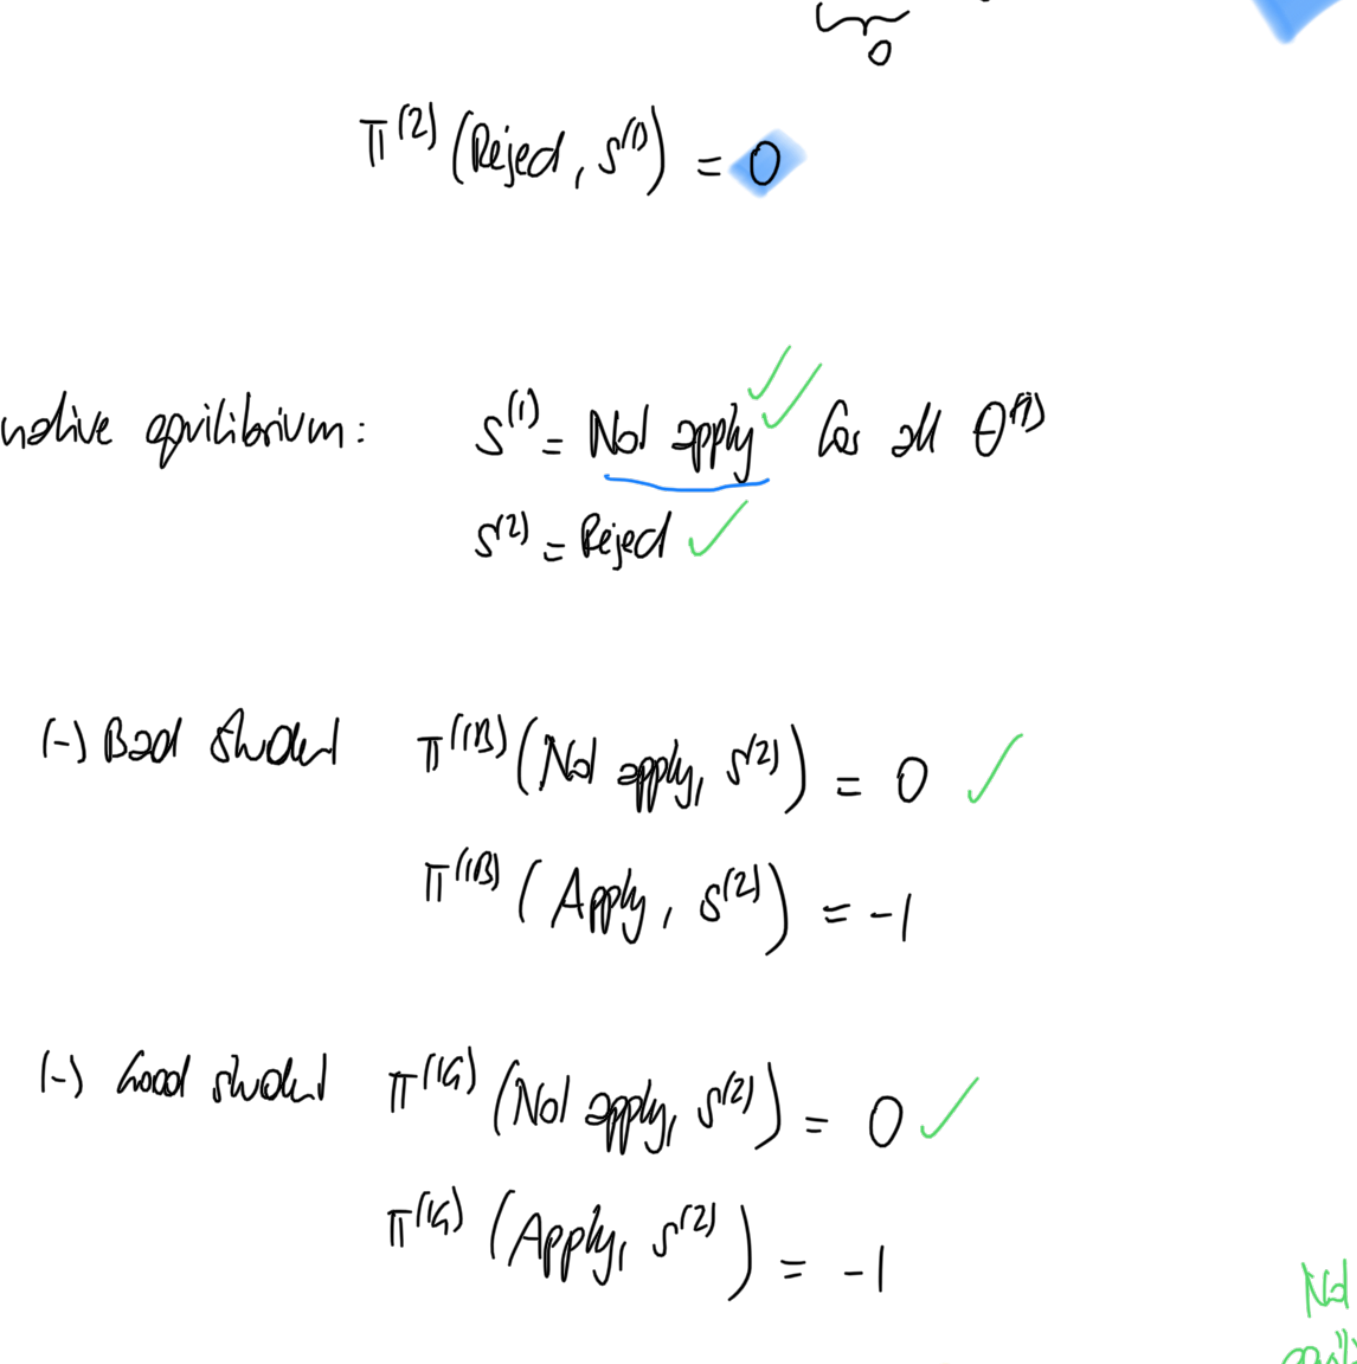 0
π⁽²⁾ (Reject, s⁽¹⁾) = 0
native equilibrium: s⁽¹⁾ = Not apply for all θ⁽¹⁾
s⁽²⁾ = Reject
(-) Bad student π⁽¹ᴮ⁾ (Not apply, s⁽²⁾) = 0
π⁽¹ᴮ⁾ (Apply, s⁽²⁾) = -1
(-) Good student π⁽¹ᴳ⁾ (Not apply, s⁽²⁾) = 0
π⁽¹ᴳ⁾ (Apply, s⁽²⁾) = -1
Not